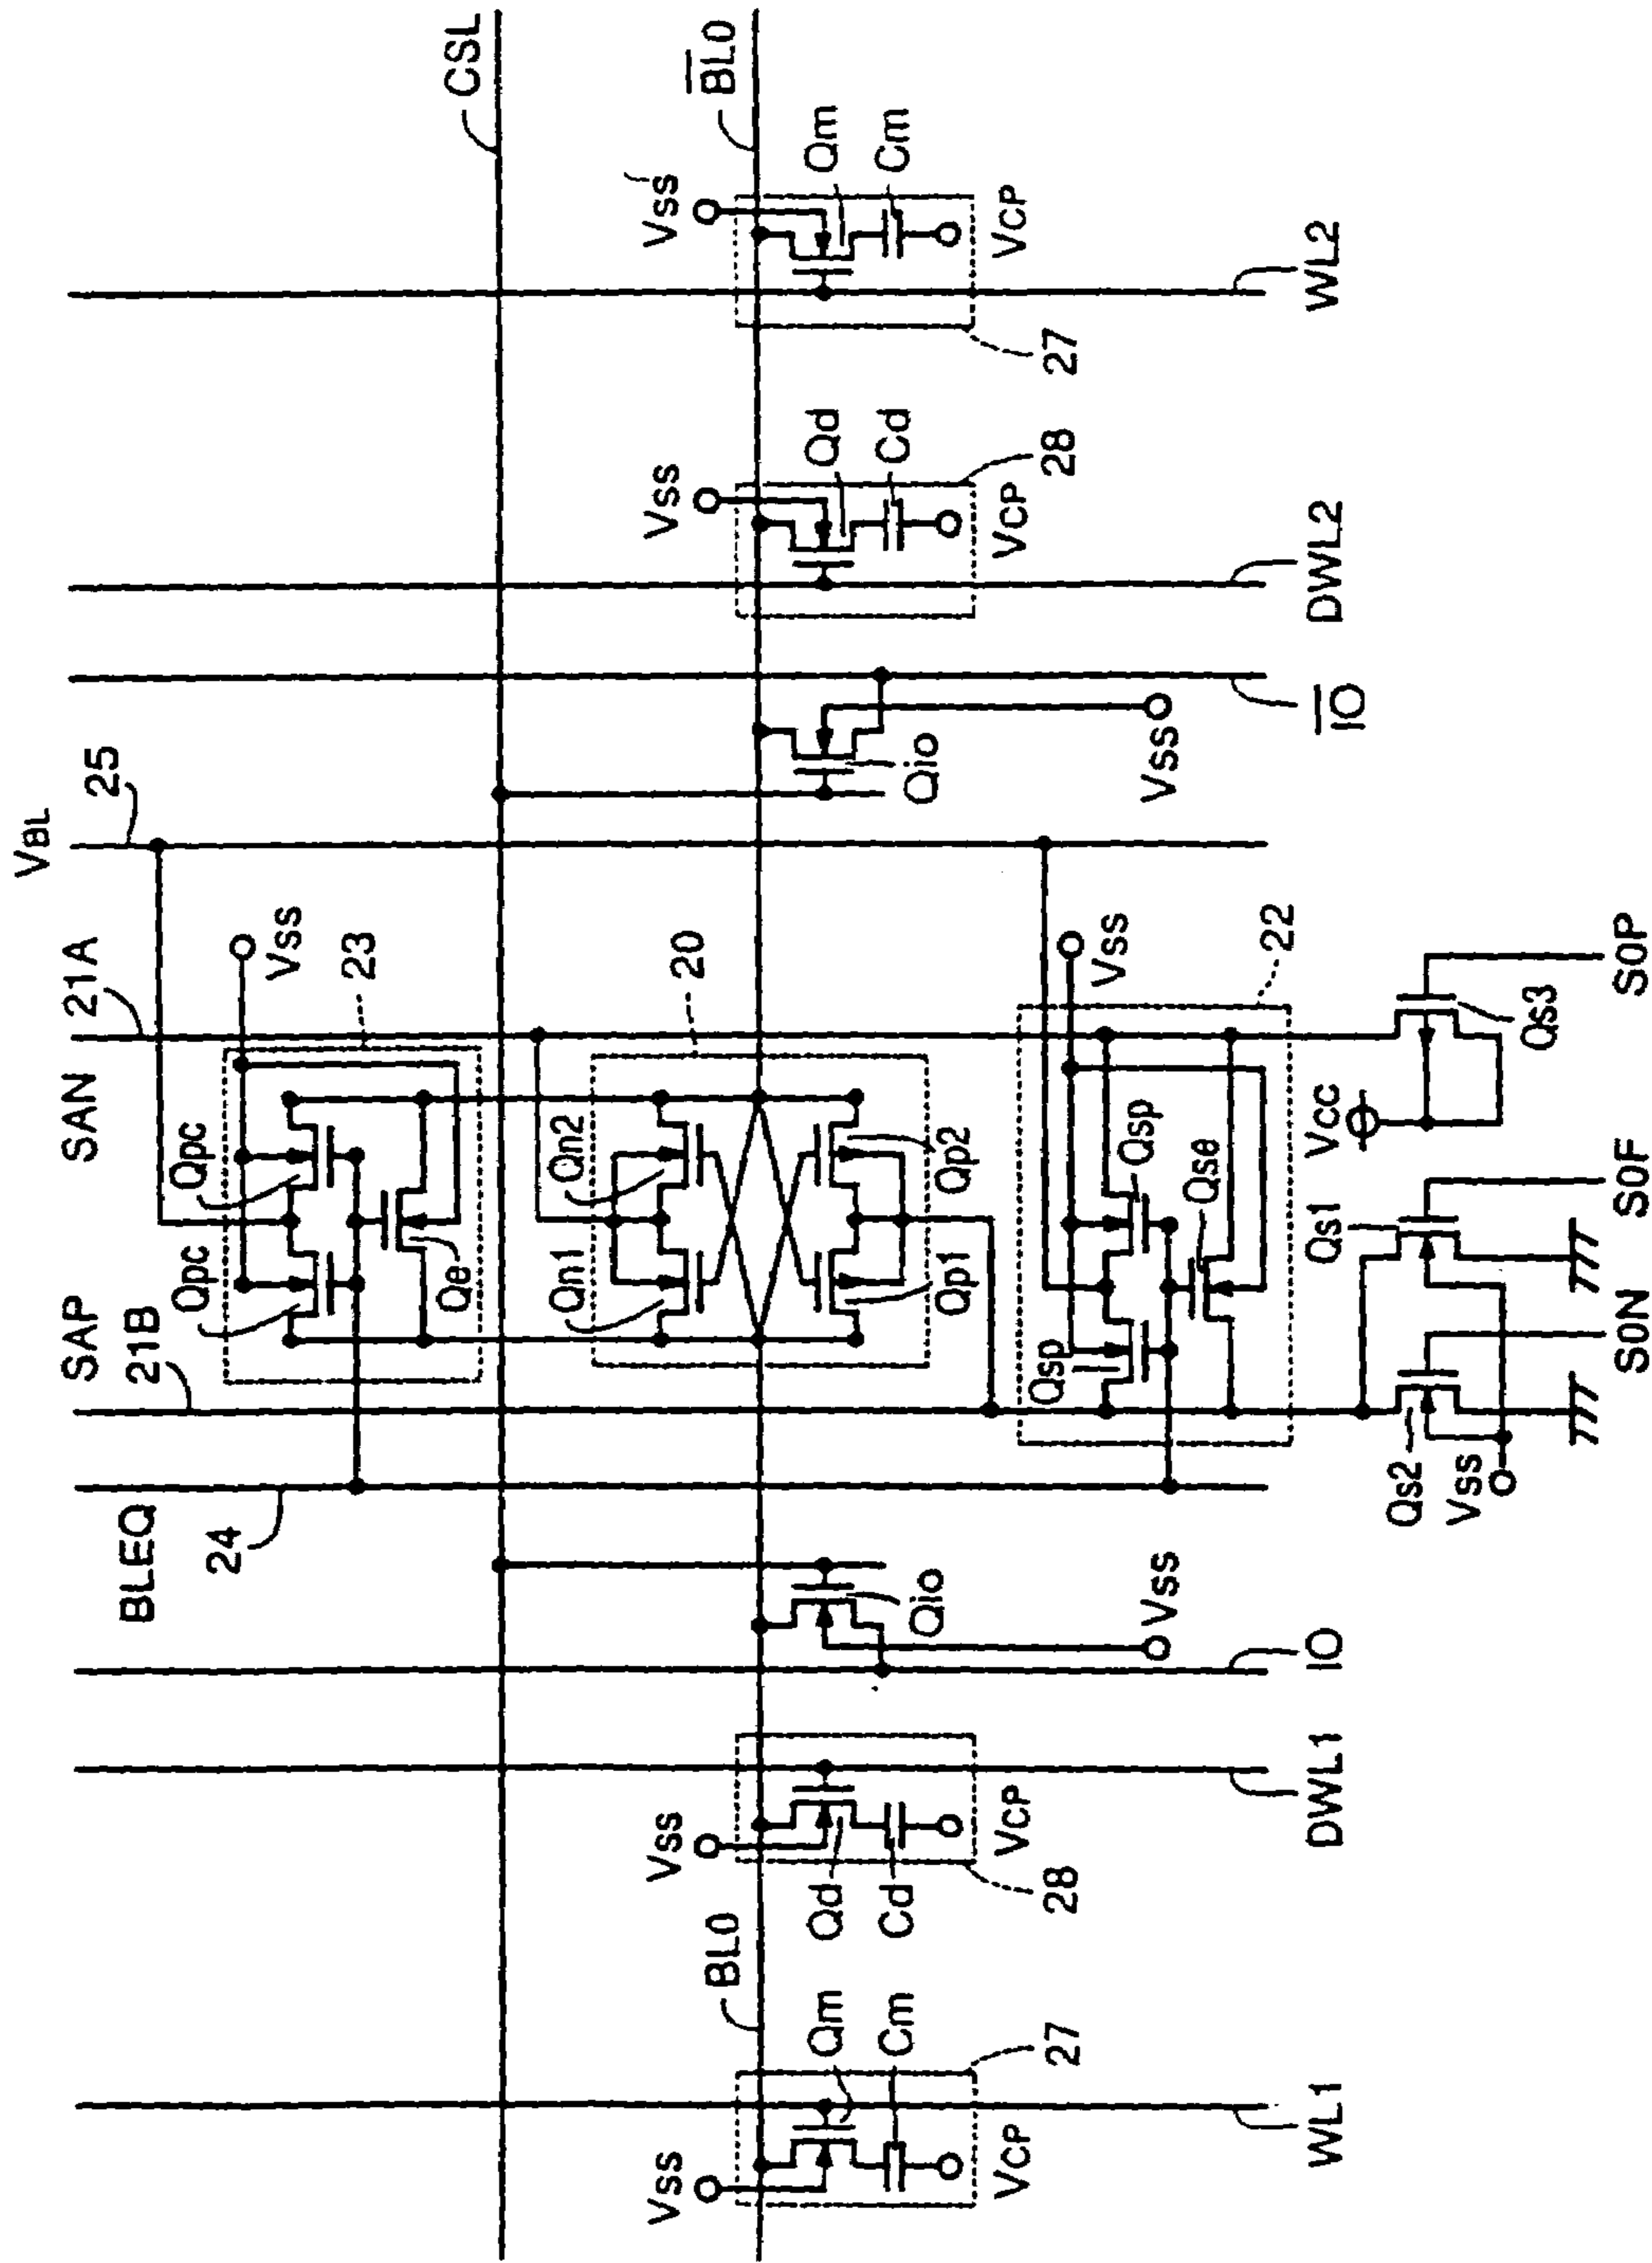 VBL
SAP
SAN
21A
25
BLEQ
21B
Qpc
Qpc
24
Vss
23
Qe
CSL
Qn1
Qn2
Vss
Vss
Vss
Vss
20
BL0
B̅L̅0
Qm
Qd
Qd
Qm
Cm
Cd
Cd
Cm
Qio
Qio
Qp1
Qp2
VCP
VCP
VCP
VCP
27
28
Qsp
28
27
Vss
Qsp
Vss
Vss
Qse
22
WL1
DWL1
IO
Qs1
Vcc
I̅O̅
DWL2
WL2
Qs2
Vss
Qs3
S0N
S0F
S0P